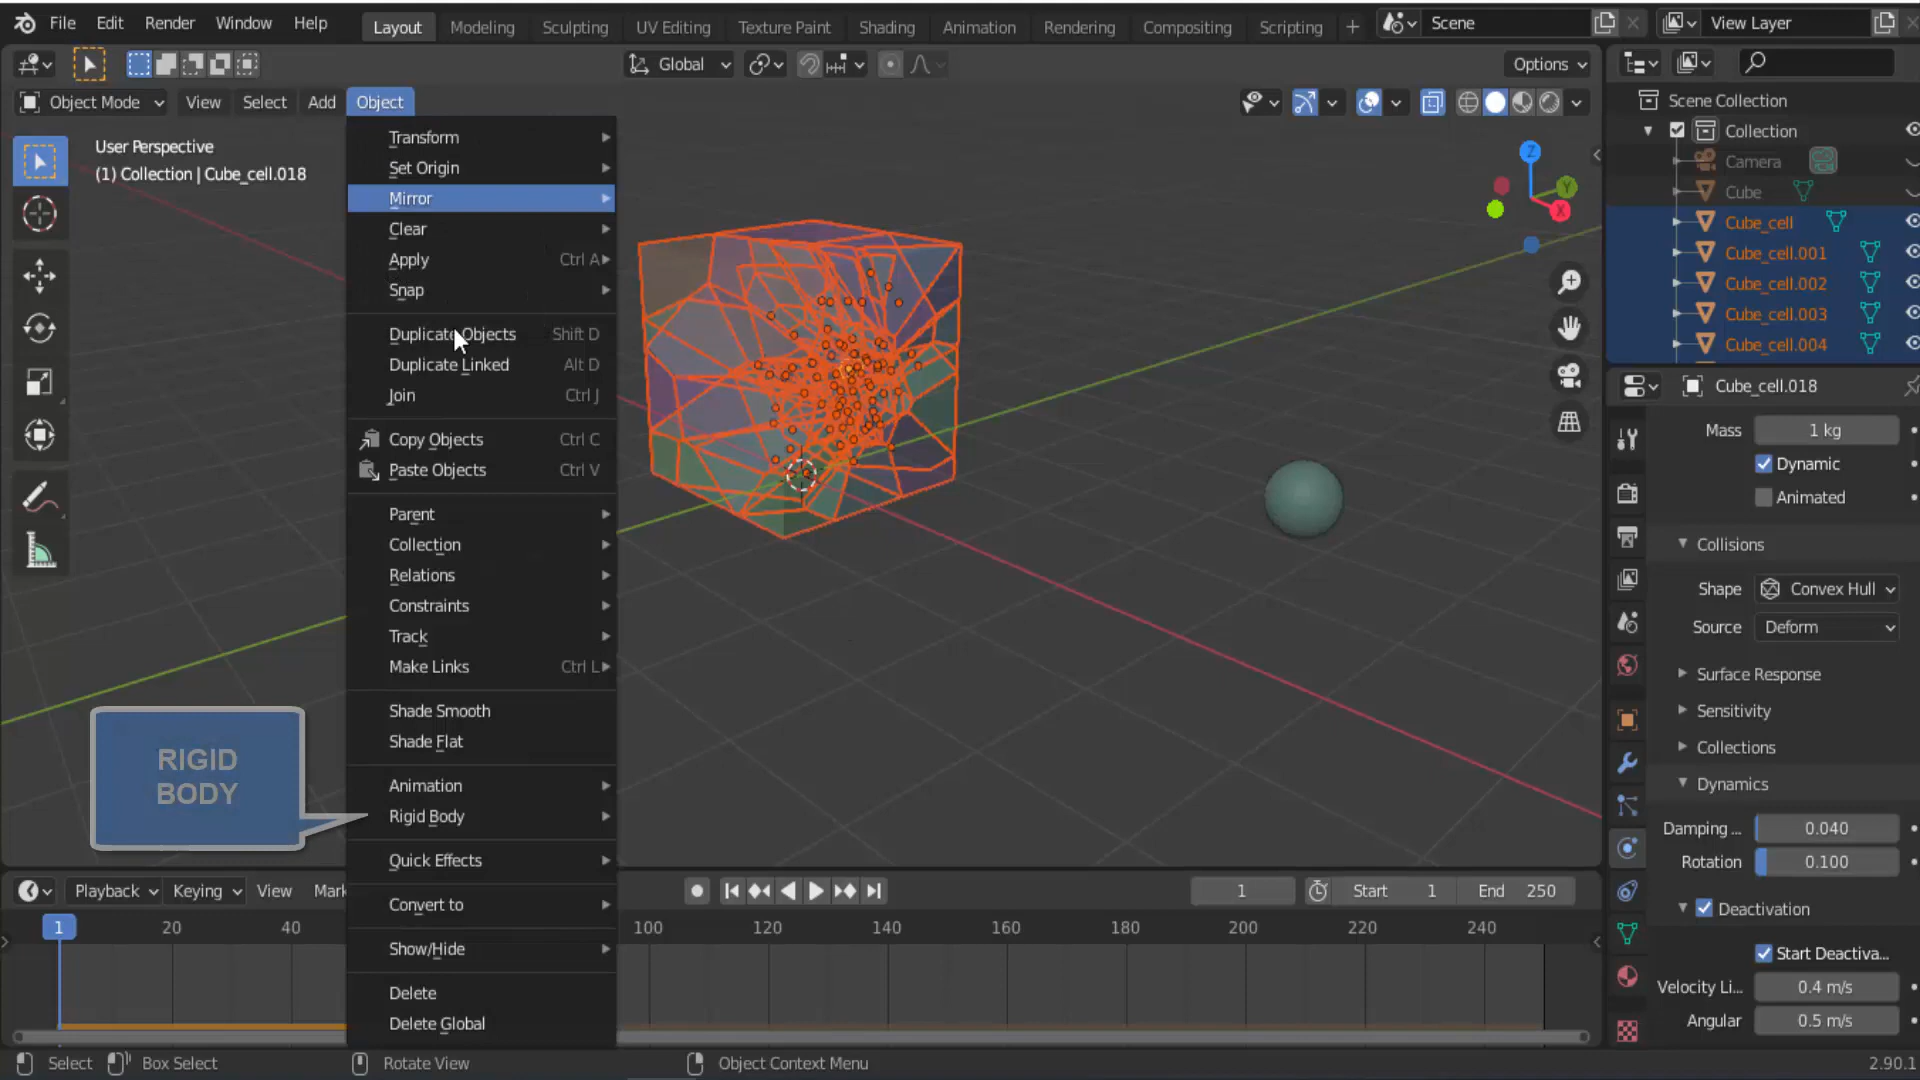 File Edit Render Window Help Layout Modeling Sculpting UV Editing Texture Paint Shading Animation Rendering Compositing Scripting + Scene View Layer
Global Options
Object Mode View Select Add Object
User Perspective
(1) Collection | Cube_cell.018
Transform
Set Origin
Mirror
Clear
Apply Ctrl A
Snap
Duplicate Objects Shift D
Duplicate Linked Alt D
Join Ctrl J
Copy Objects Ctrl C
Paste Objects Ctrl V
Parent
Collection
Relations
Constraints
Track
Make Links Ctrl L
Shade Smooth
Shade Flat
Animation
Rigid Body
Quick Effects
Convert to
Show/Hide
Delete
Delete Global
RIGID
BODY
Z
Y
X
Scene Collection
Collection
Camera
Cube
Cube_cell
Cube_cell.001
Cube_cell.002
Cube_cell.003
Cube_cell.004
Cube_cell.018
Mass 1 kg
Dynamic
Animated
Collisions
Shape Convex Hull
Source Deform
Surface Response
Sensitivity
Collections
Dynamics
Damping ... 0.040
Rotation 0.100
Deactivation
Start Deactiva...
Velocity Li... 0.4 m/s
Angular 0.5 m/s
Playback Keying View Mark 1 Start 1 End 250
1 20 40 100 120 140 160 180 200 220 240
Select Box Select Rotate View Object Context Menu 2.90.1